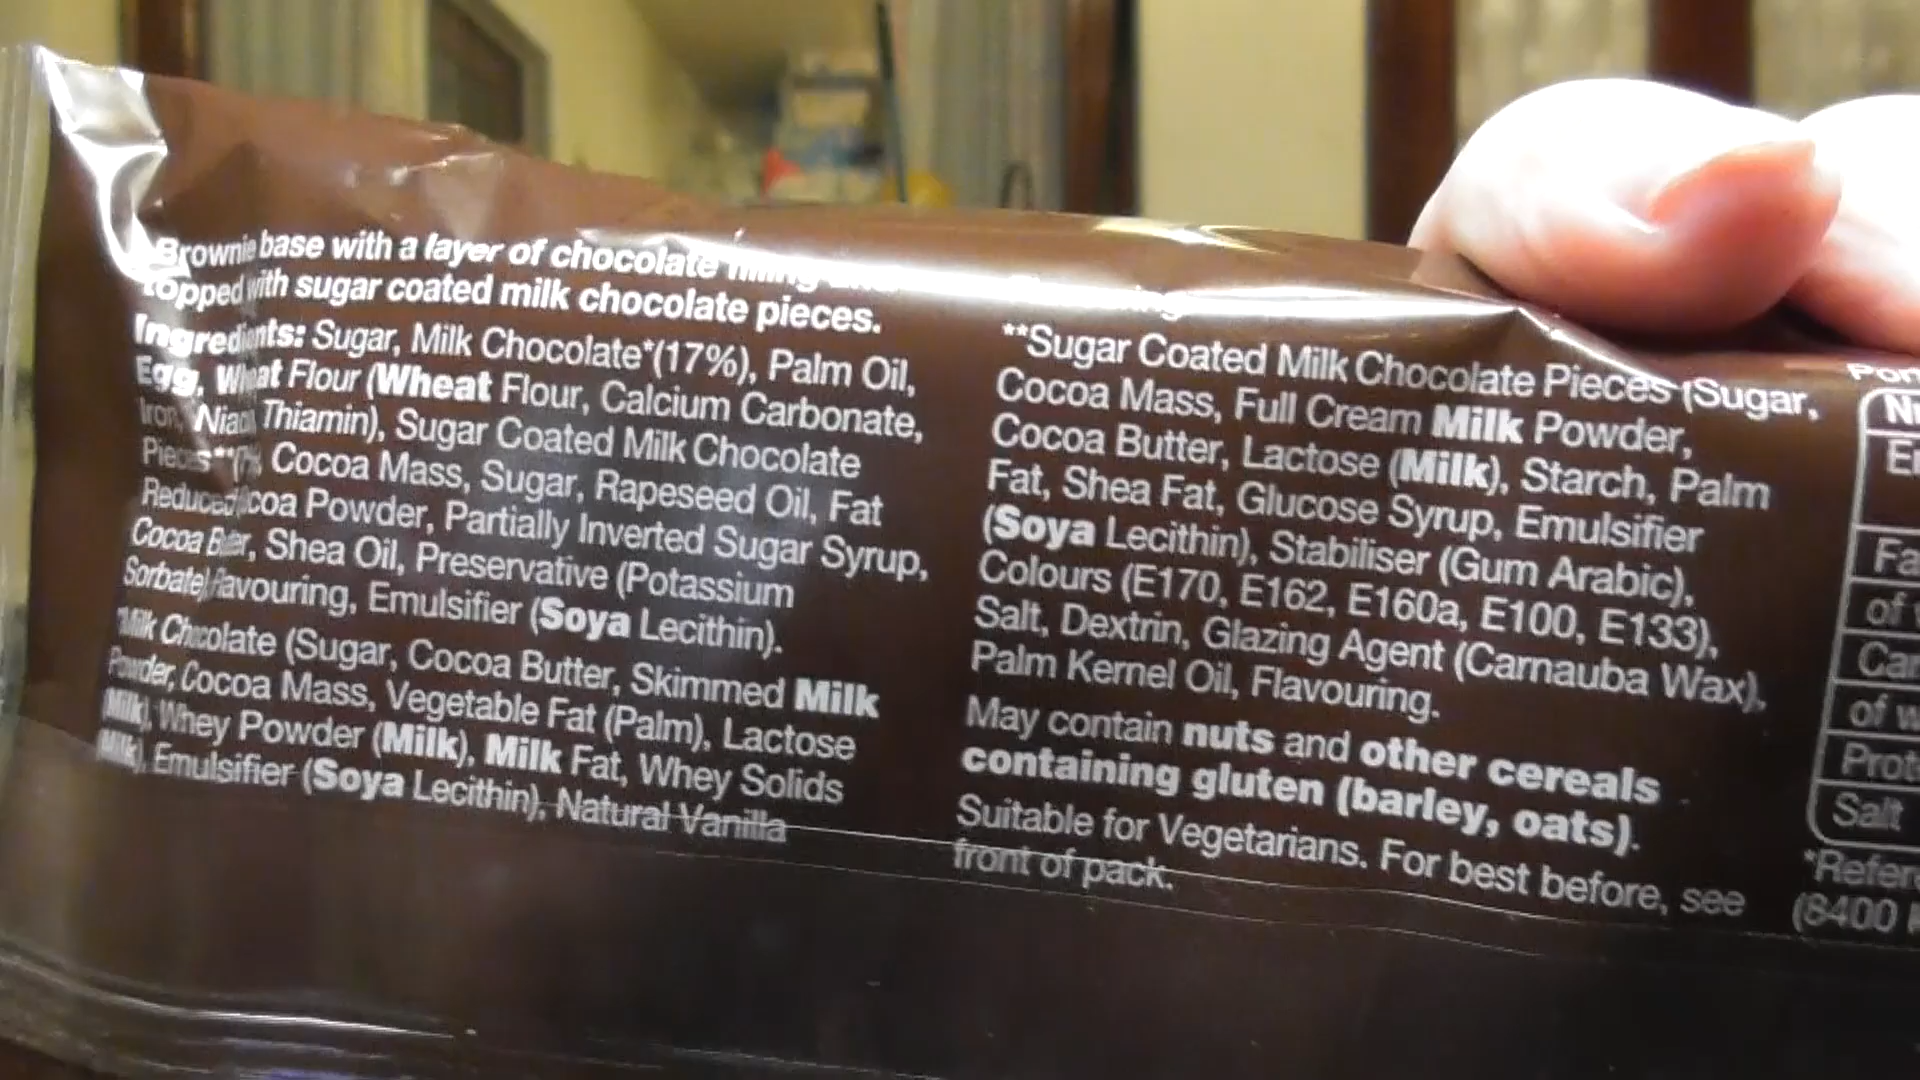 Brownie base with a layer of chocolate filling
topped with sugar coated milk chocolate pieces.
Ingredients: Sugar, Milk Chocolate*(17%), Palm Oil,
Egg, Wheat Flour (Wheat Flour, Calcium Carbonate,
Iron, Niacin, Thiamin), Sugar Coated Milk Chocolate
Pieces** Cocoa Mass, Sugar, Rapeseed Oil, Fat
Reduced Cocoa Powder, Partially Inverted Sugar Syrup,
Cocoa Butter, Shea Oil, Preservative (Potassium
Sorbate), Flavouring, Emulsifier (Soya Lecithin).
*Milk Chocolate (Sugar, Cocoa Butter, Skimmed Milk
Powder, Cocoa Mass, Vegetable Fat (Palm), Lactose
(Milk), Whey Powder (Milk), Milk Fat, Whey Solids
(Milk), Emulsifier (Soya Lecithin), Natural Vanilla
**Sugar Coated Milk Chocolate Pieces (Sugar,
Cocoa Mass, Full Cream Milk Powder,
Cocoa Butter, Lactose (Milk), Starch, Palm
Fat, Shea Fat, Glucose Syrup, Emulsifier
(Soya Lecithin), Stabiliser (Gum Arabic),
Colours (E170, E162, E160a, E100, E133),
Salt, Dextrin, Glazing Agent (Carnauba Wax),
Palm Kernel Oil, Flavouring.
May contain nuts and other cereals
containing gluten (barley, oats).
Suitable for Vegetarians. For best before, see
front of pack.
of
of
Salt
(8400